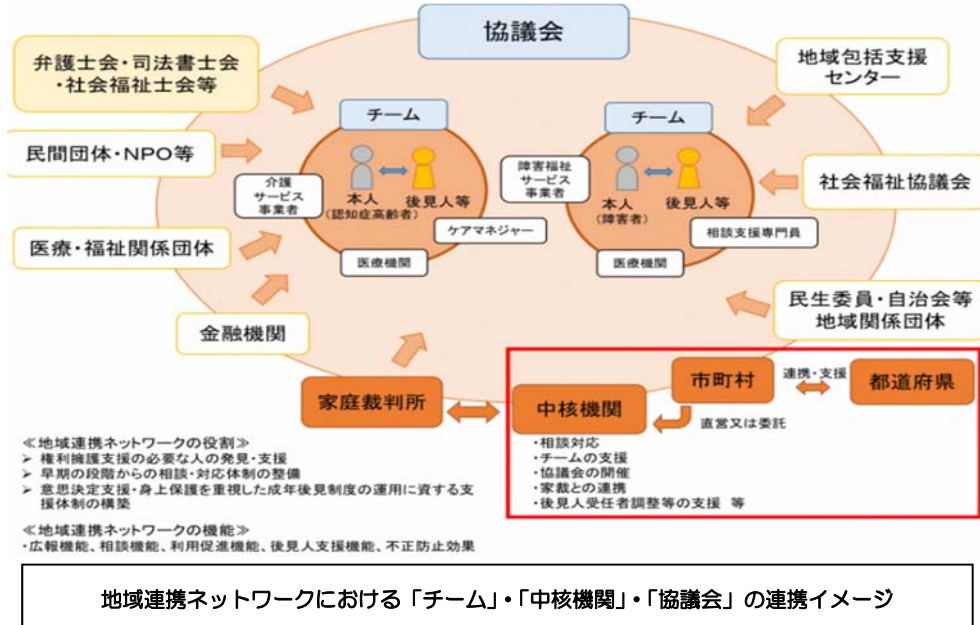 協議会
弁護士会・司法書士会
・社会福祉士会等
民間団体・NPO等
医療・福祉関係団体
金融機関
チーム
介護
サービス
事業者
本人
(認知症高齢者)
後見人等
ケアマネジャー
医療機関
チーム
障害福祉
サービス
事業者
本人
(障害者)
後見人等
相談支援専門員
医療機関
地域包括支援
センター
社会福祉協議会
民生委員・自治会等
地域関係団体
家庭裁判所
中核機関
市町村
連携・支援
都道府県
直営又は委託
・相談対応
・チームの支援
・協議会の開催
・家裁との連携
・後見人受任者調整等の支援 等
≪地域連携ネットワークの役割≫
➢ 権利擁護支援の必要な人の発見・支援
➢ 早期の段階からの相談・対応体制の整備
➢ 意思決定支援・身上保護を重視した成年後見制度の運用に資する支
援体制の構築
≪地域連携ネットワークの機能≫
・広報機能、相談機能、利用促進機能、後見人支援機能、不正防止効果
地域連携ネットワークにおける「チーム」・「中核機関」・「協議会」の連携イメージ